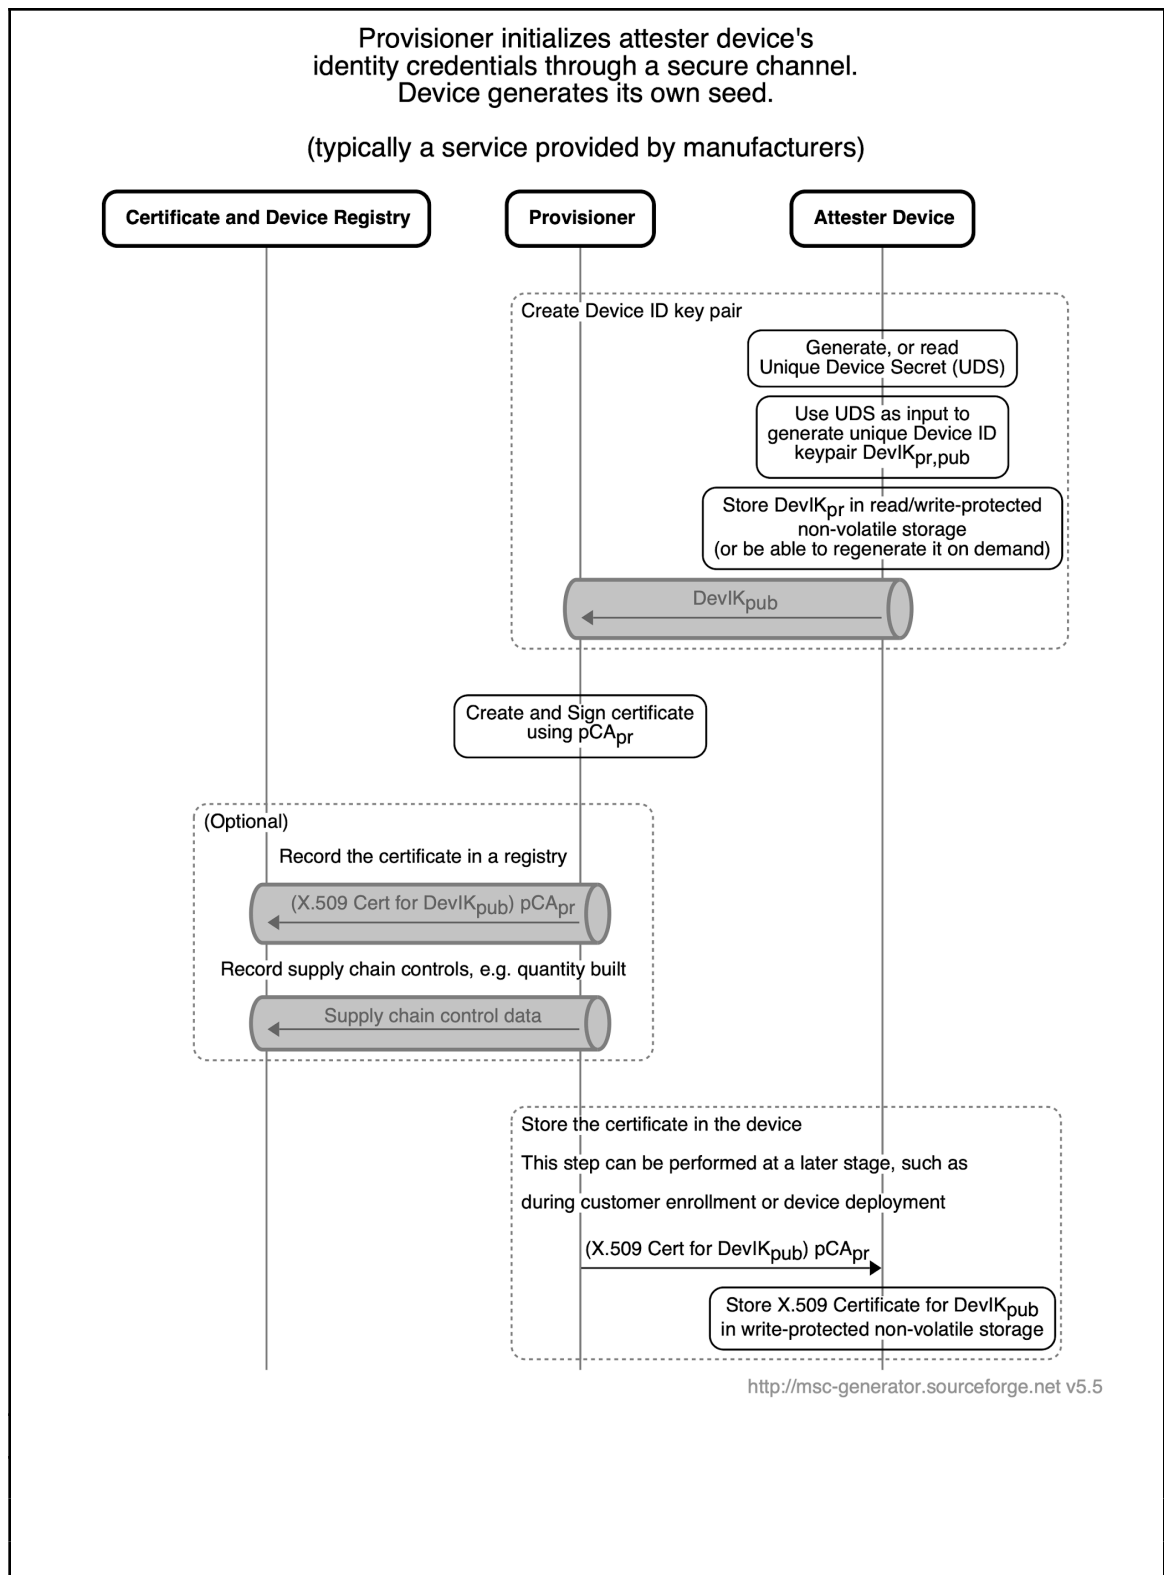 Provisioner initializes attester device's
identity credentials through a secure channel.
Device generates its own seed.
(typically a service provided by manufacturers)
Certificate and Device Registry
Provisioner
Attester Device
Create Device ID key pair
Generate, or read
Unique Device Secret (UDS)
Use UDS as input to
generate unique Device ID
keypair DevIKpr,pub
Store DevIKpr in read/write-protected
non-volatile storage
(or be able to regenerate it on demand)
DevIKpub
Create and Sign certificate
using pCApr
(Optional)
Record the certificate in a registry
(X.509 Cert for DevIKpub) pCApr
Record supply chain controls, e.g. quantity built
Supply chain control data
Store the certificate in the device
This step can be performed at a later stage, such as
during customer enrollment or device deployment
(X.509 Cert for DevIKpub) pCApr
Store X.509 Certificate for DevIKpub
in write-protected non-volatile storage
http://msc-generator.sourceforge.net v5.5